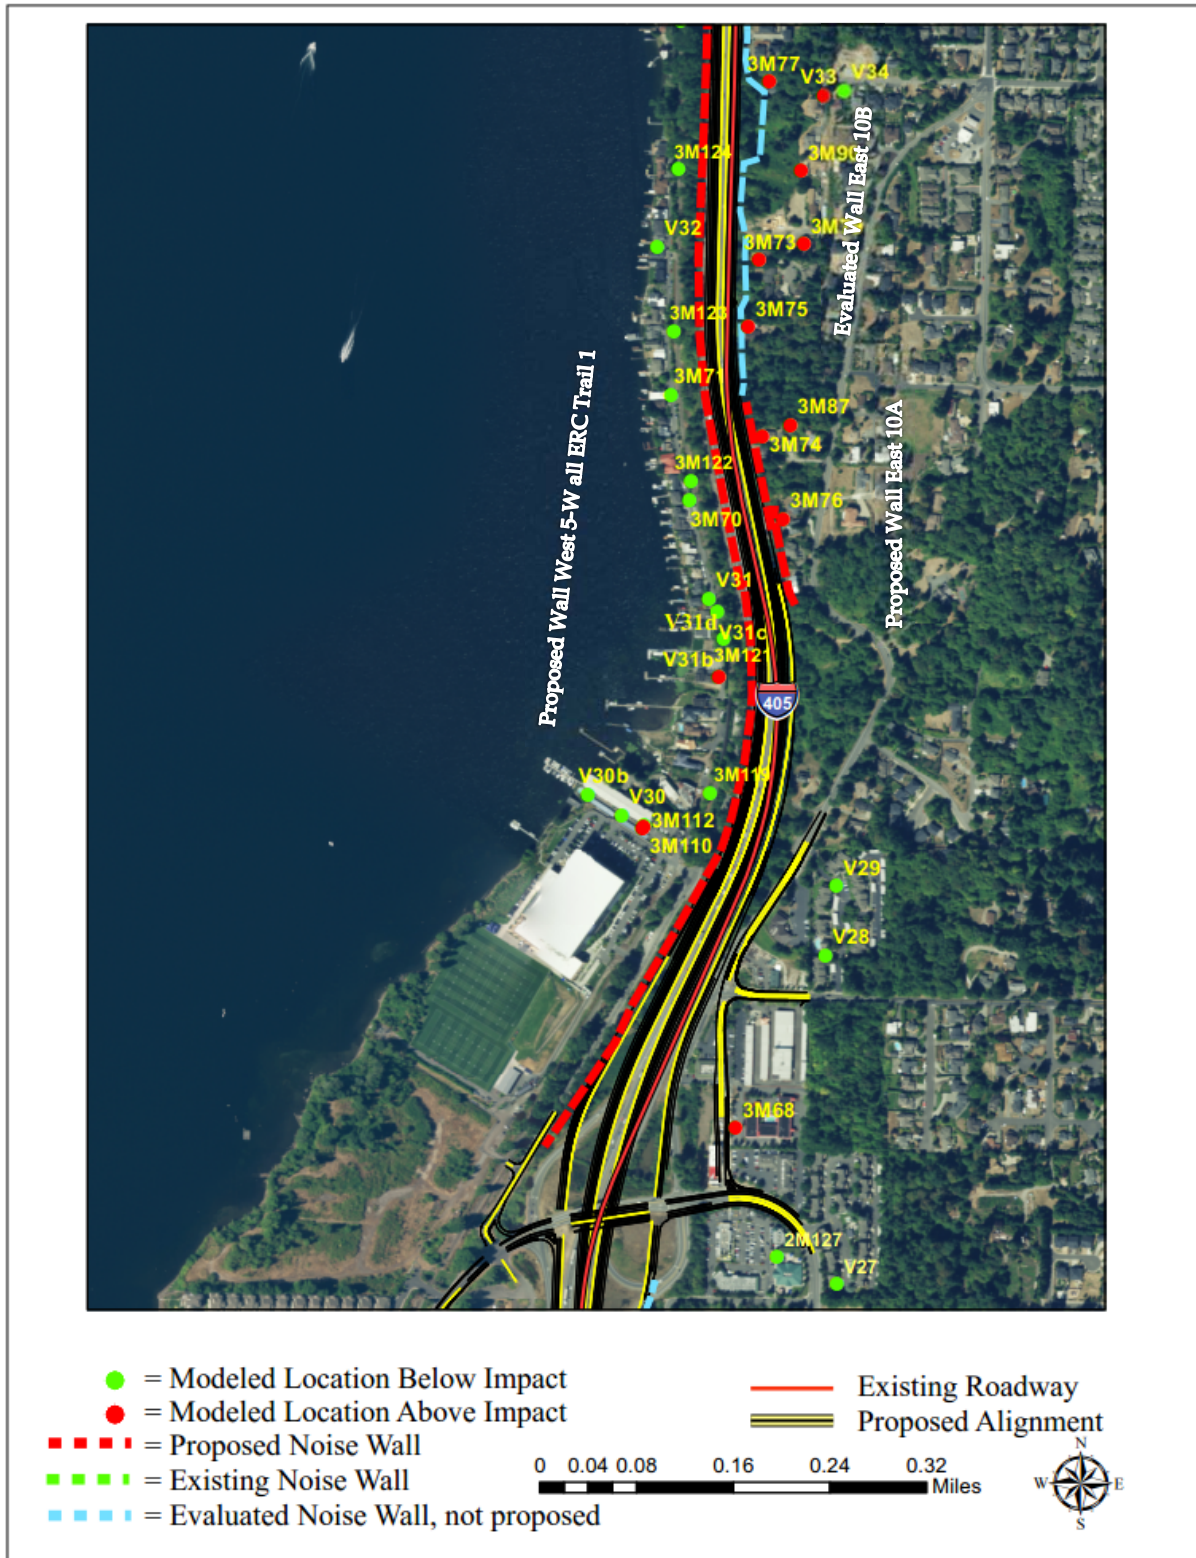 3M77
V33
V34
3M124
3M90
Evaluated Wall East 10B
V32
3M73
3M7
3M123
3M75
Proposed Wall West 5-W all ERC Trail 1
3M71
3M87
3M74
Proposed Wall East 10A
3M122
3M70
3M76
V31
V31d
V31c
V31b
3M121
405
V30b
V30
3M119
3M112
3M110
V29
V28
3M68
2M127
V27
= Modeled Location Below Impact
= Modeled Location Above Impact
= Proposed Noise Wall
= Existing Noise Wall
= Evaluated Noise Wall, not proposed
Existing Roadway
Proposed Alignment
0 0.04 0.08 0.16 0.24 0.32
Miles
N
W E
S